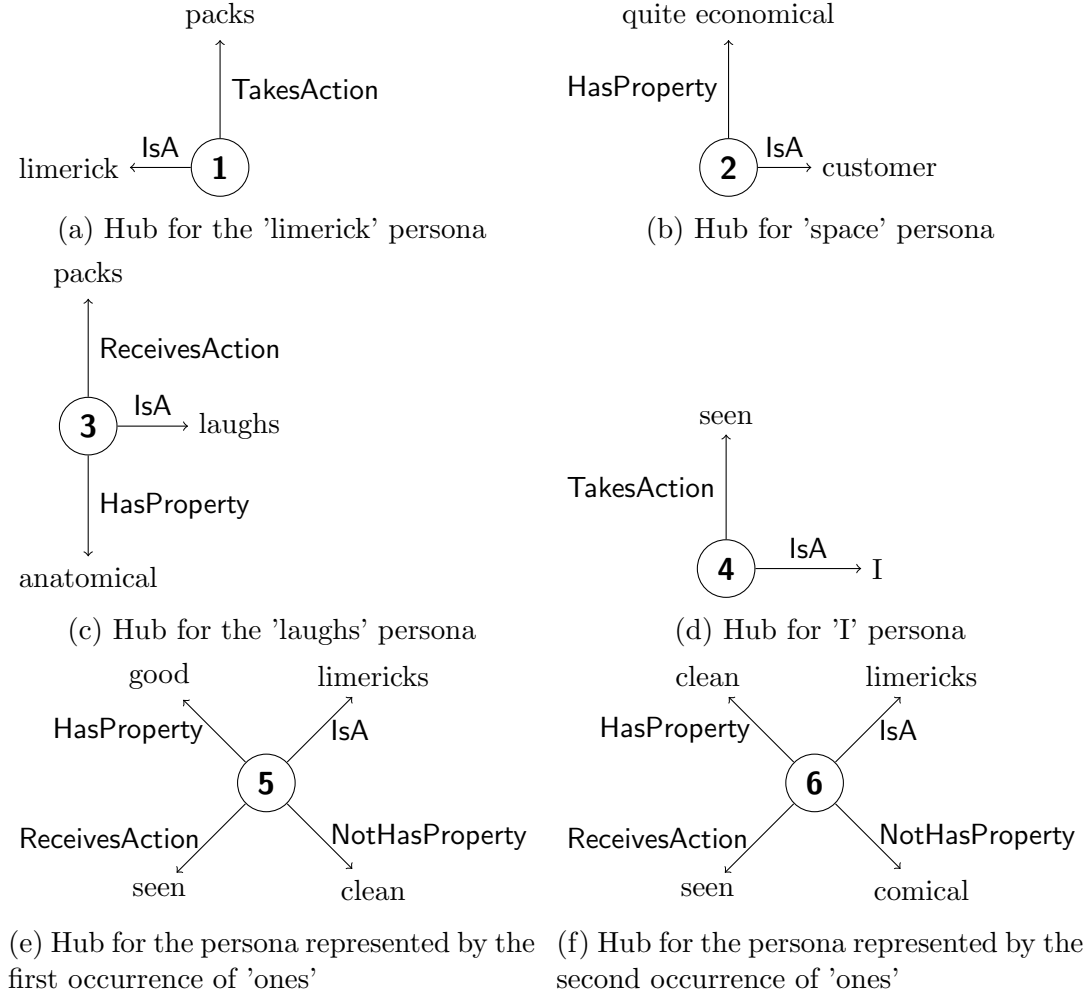 packs
TakesAction
IsA
limerick
1
(a) Hub for the 'limerick' persona
quite economical
HasProperty
IsA
2
customer
(b) Hub for 'space' persona
packs
ReceivesAction
IsA
3
laughs
HasProperty
anatomical
(c) Hub for the 'laughs' persona
seen
TakesAction
IsA
4
I
(d) Hub for 'I' persona
good
limericks
HasProperty
IsA
5
ReceivesAction
NotHasProperty
seen
clean
(e) Hub for the persona represented by the
first occurrence of 'ones'
clean
limericks
HasProperty
IsA
6
ReceivesAction
NotHasProperty
seen
comical
(f) Hub for the persona represented by the
second occurrence of 'ones'